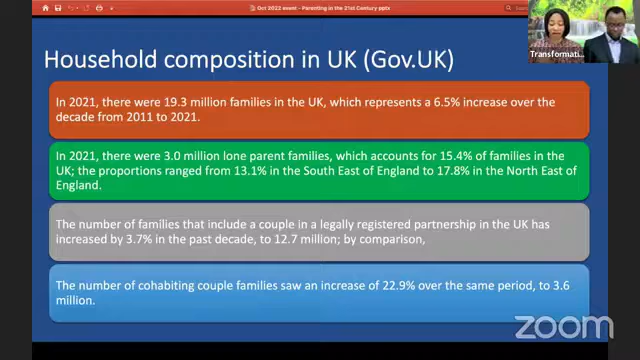 Oct 2022 event - Parenting in the 21st Century pptx
Household composition in UK (Gov.UK)
In 2021, there were 19.3 million families in the UK, which represents a 6.5% increase over the
decade from 2011 to 2021.
In 2021, there were 3.0 million lone parent families, which accounts for 15.4% of families in the
UK; the proportions ranged from 13.1% in the South East of England to 17.8% in the North East of
England.
The number of families that include a couple in a legally registered partnership in the UK has
increased by 3.7% in the past decade, to 12.7 million; by comparison,
The number of cohabiting couple families saw an increase of 22.9% over the same period, to 3.6
million.
Transformati...
zoom